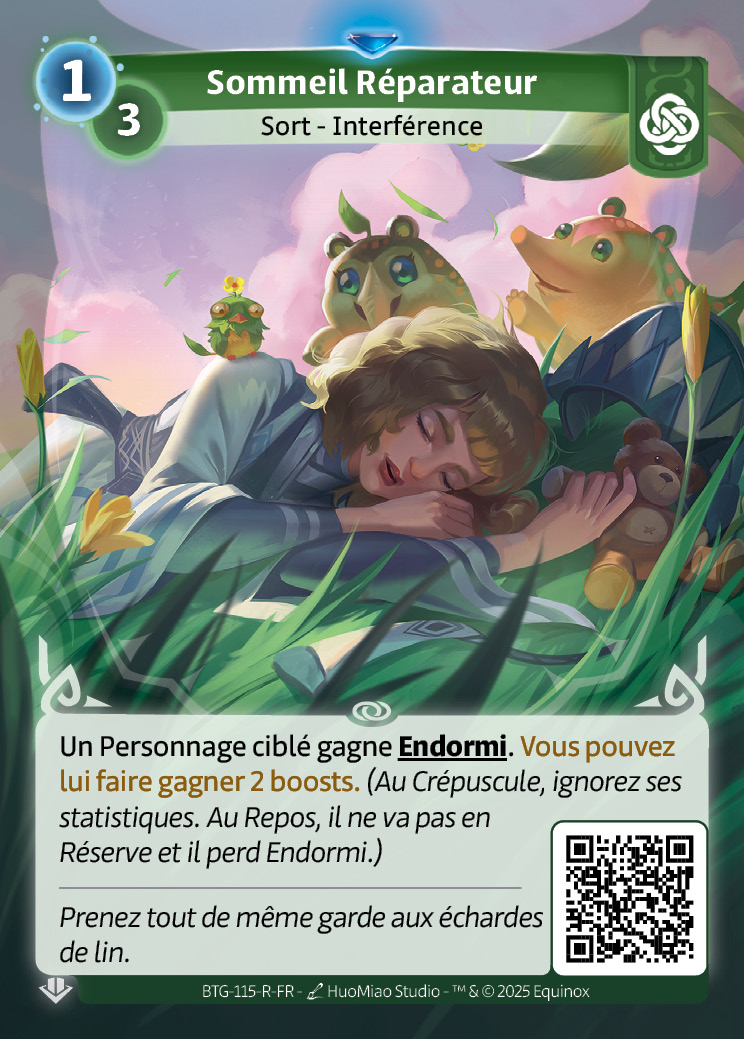 1
3
Sommeil Réparateur
Sort - Interférence
Un Personnage ciblé gagne Endormi. Vous pouvez
lui faire gagner 2 boosts. (Au Crépuscule, ignorez ses
statistiques. Au Repos, il ne va pas en
Réserve et il perd Endormi.)
Prenez tout de même garde aux échardes
de lin.
BTG-115-R-FR - HuoMiao Studio - ™ & © 2025 Equinox